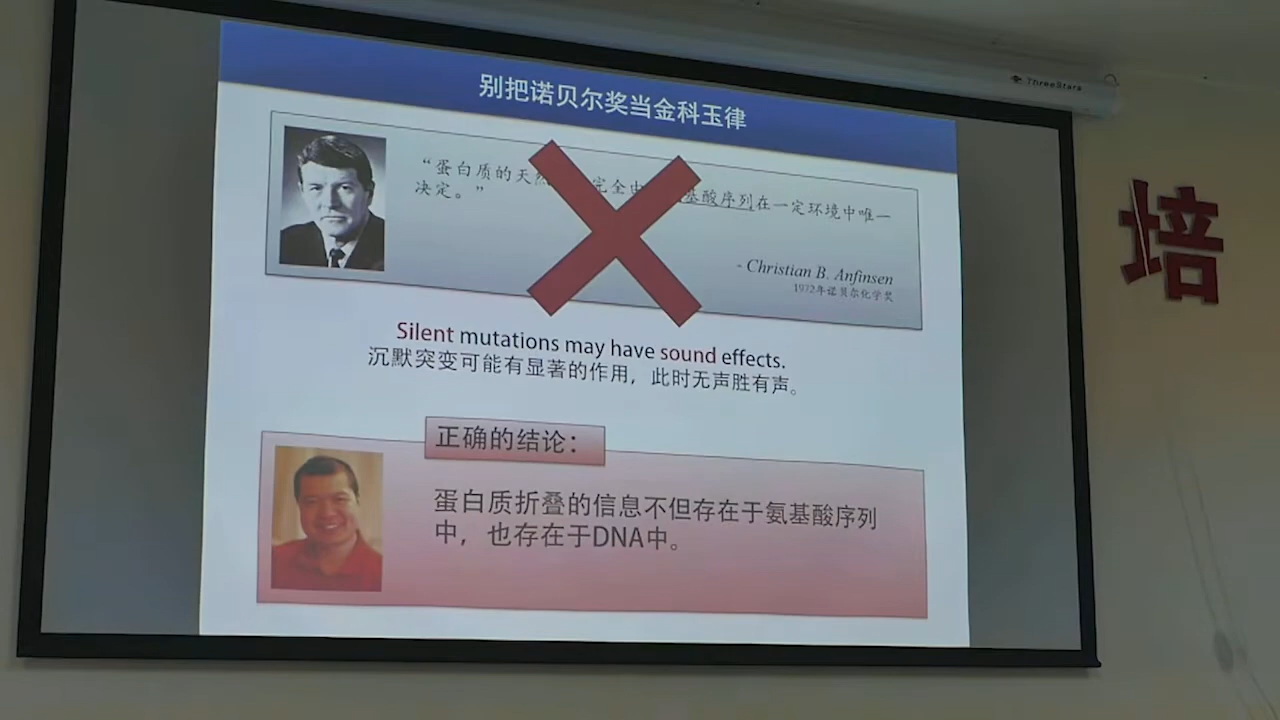 ThreeStars
别把诺贝尔奖当金科玉律
“蛋白质的天然 完全由 基酸序列在一定环境中唯一
决定。”
- Christian B. Anfinsen
1972年诺贝尔化学奖
Silent mutations may have sound effects.
沉默突变可能有显著的作用，此时无声胜有声。
正确的结论：
蛋白质折叠的信息不但存在于氨基酸序列
中，也存在于DNA中。
培